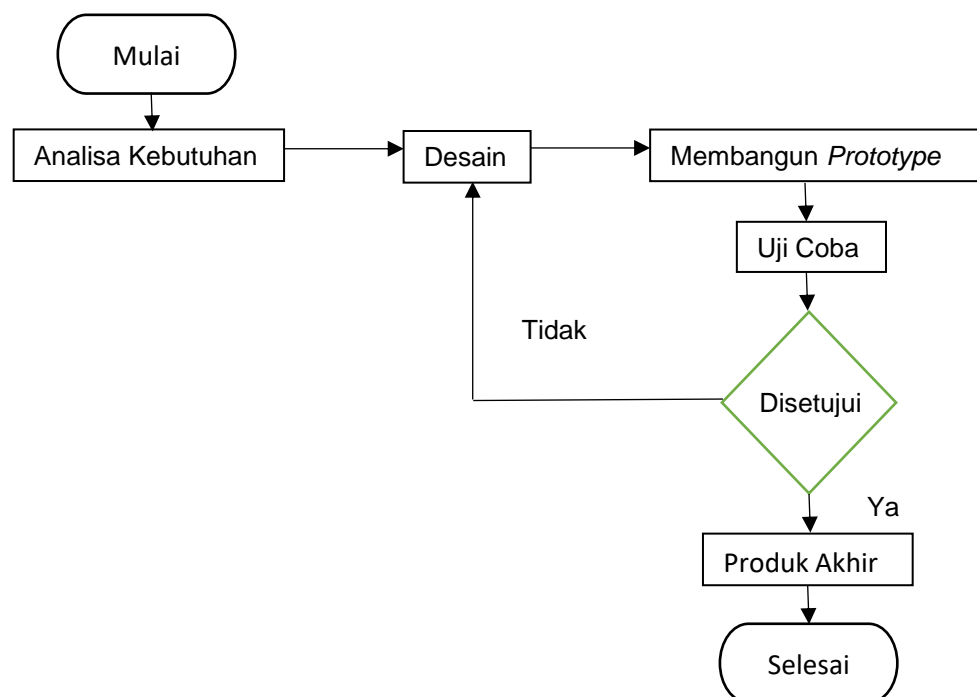 Mulai
Analisa Kebutuhan
Desain
Membangun Prototype
Uji Coba
Tidak
Disetujui
Ya
Produk Akhir
Selesai